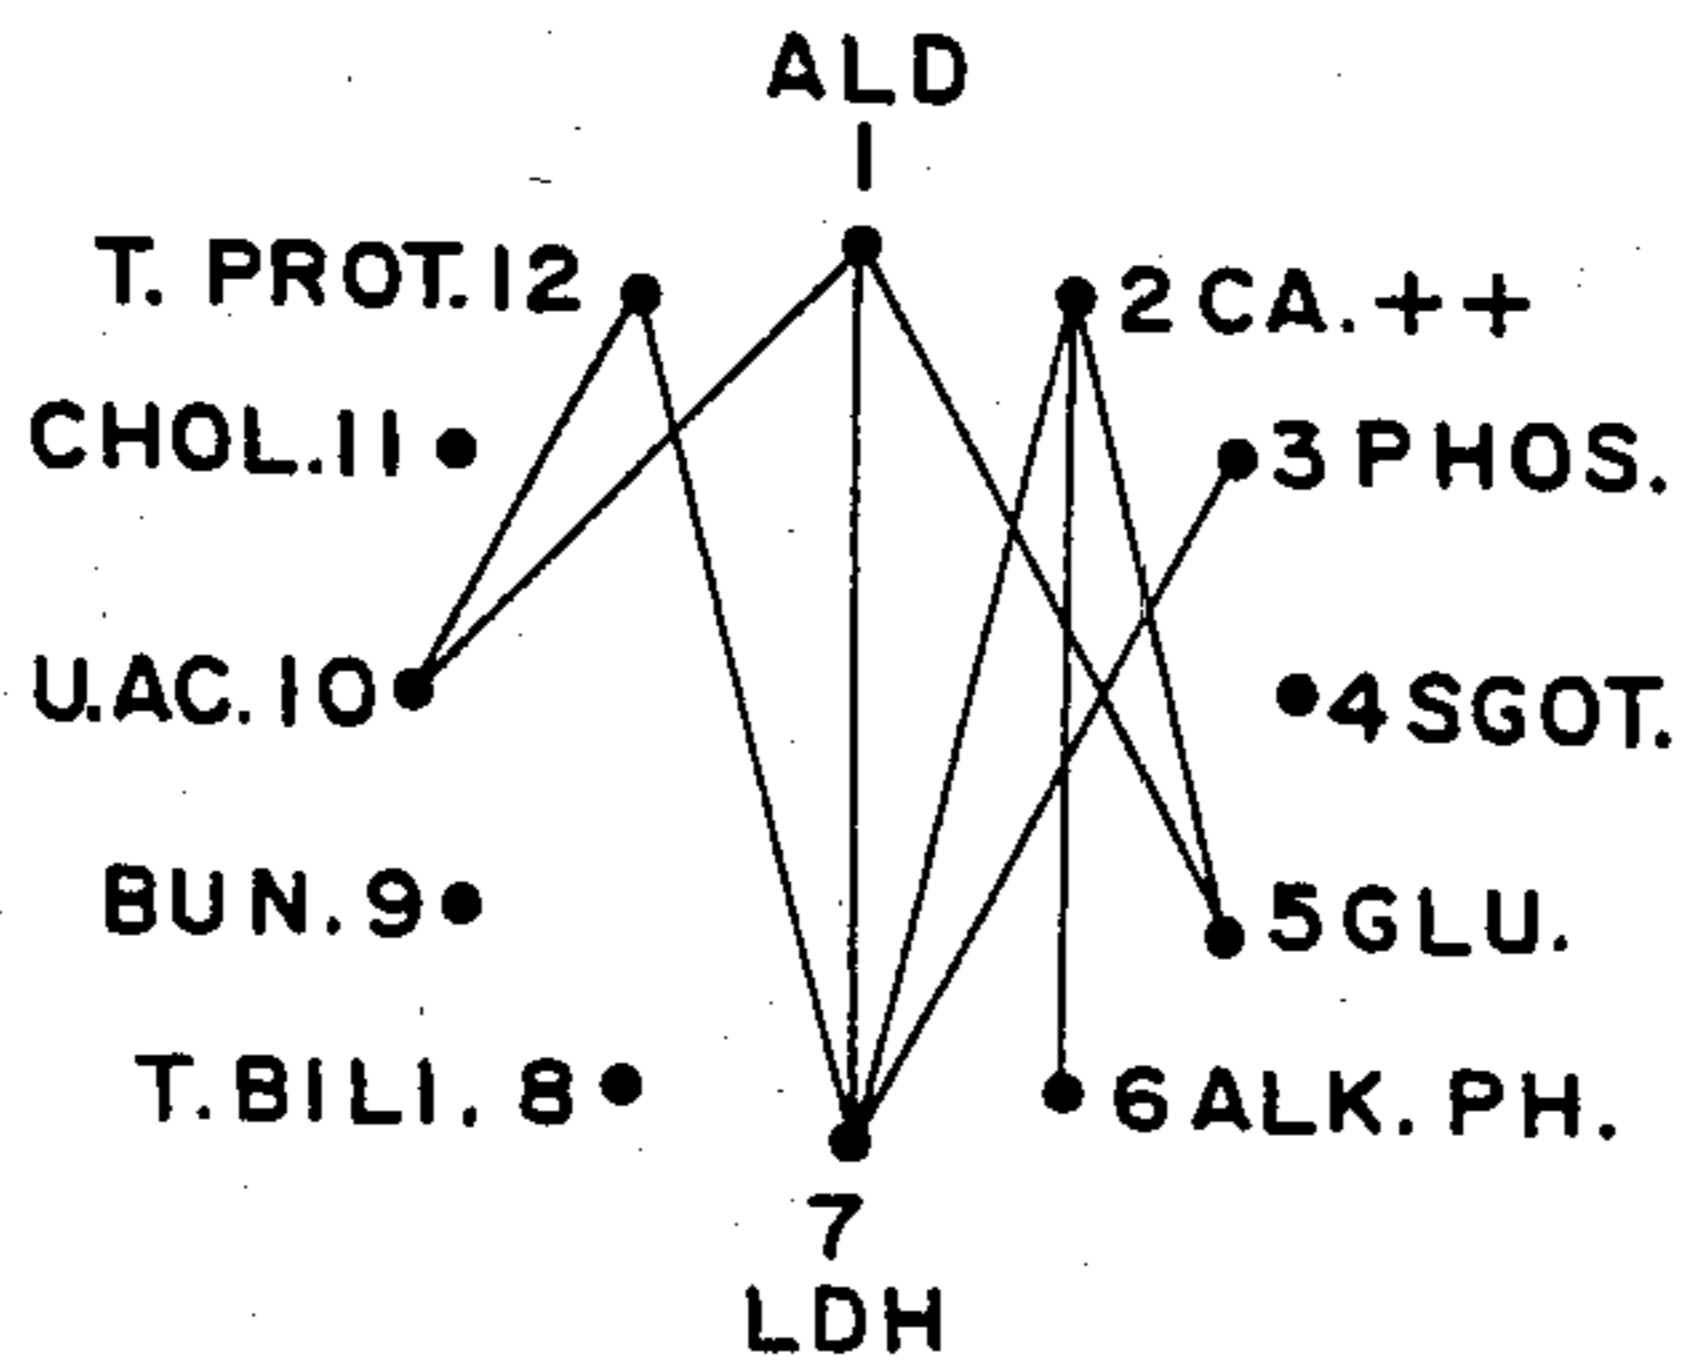 ALD
1
T. PROT. 12
2 CA. ++
CHOL. 11
3 PHOS.
U.AC. 10
4 SGOT.
BUN. 9
5 GLU.
T. BILI. 8
6 ALK. PH.
7
LDH